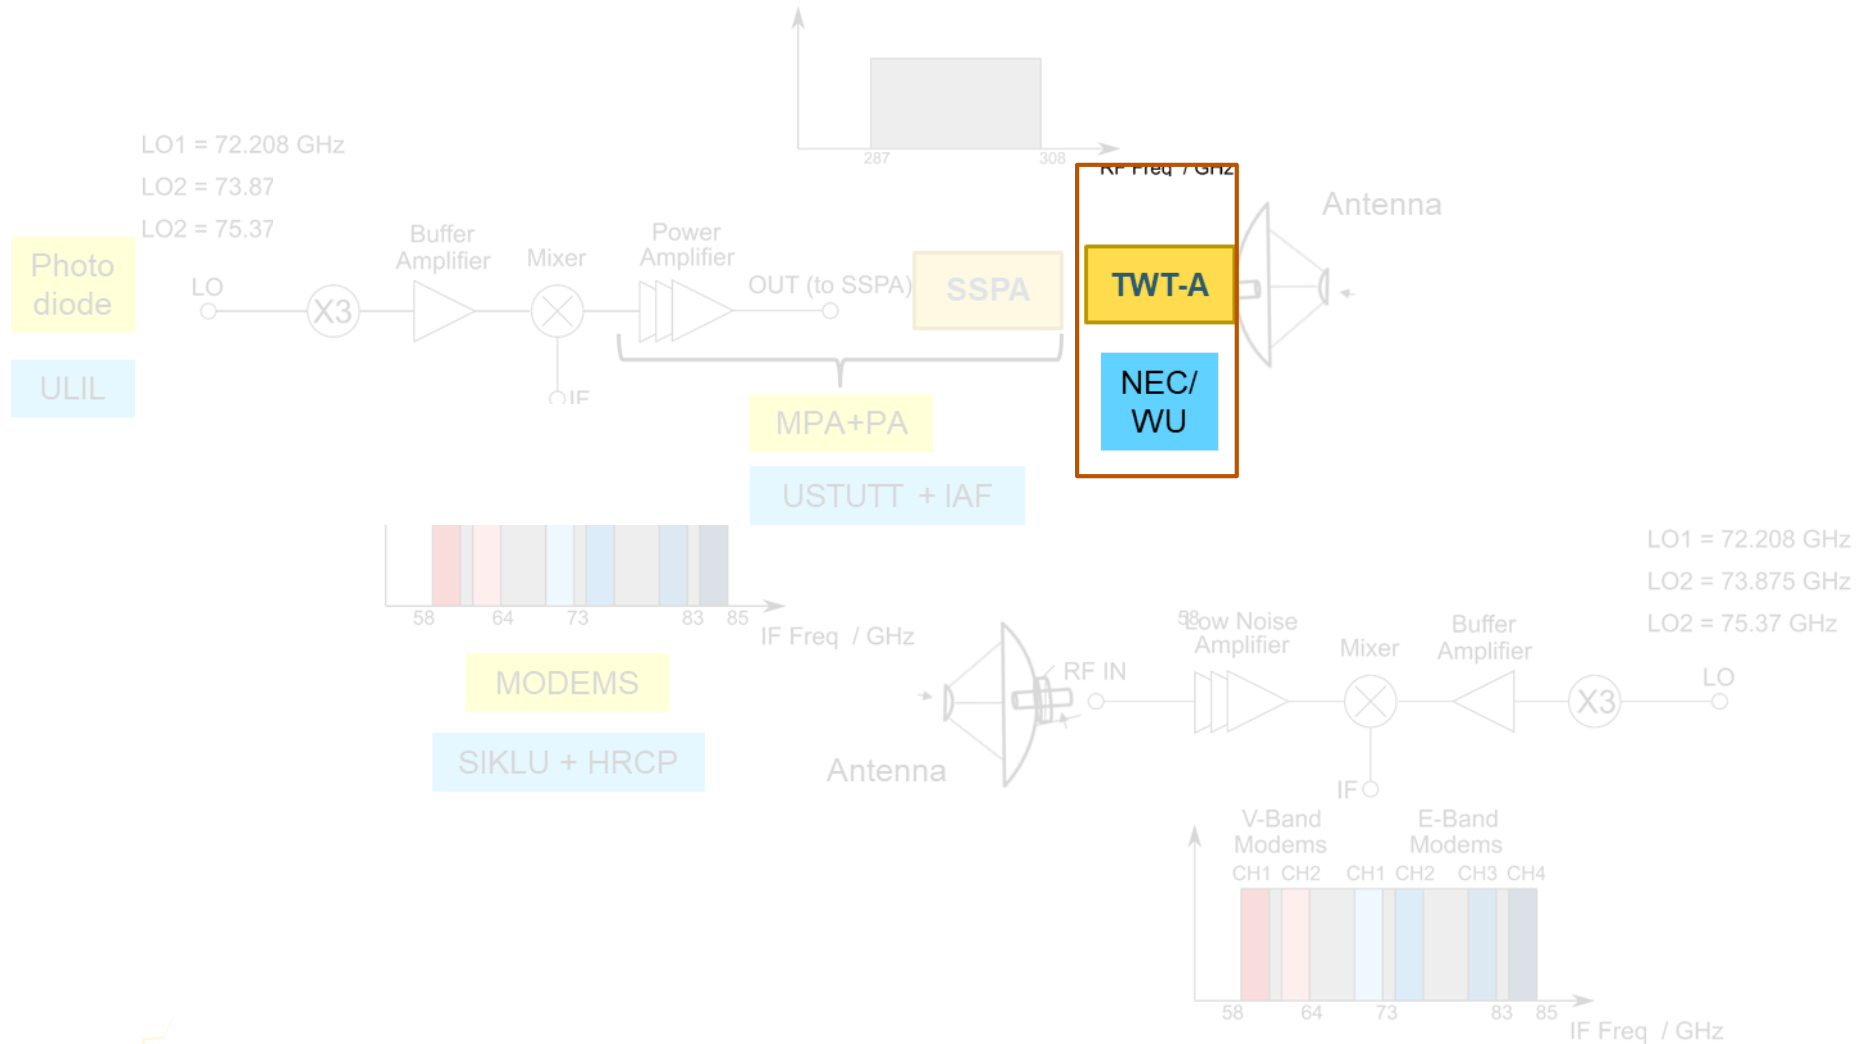 287
308
RF Freq / GHz
LO1 = 72.208 GHz
LO2 = 73.87
LO2 = 75.37
Photo
diode
ULIL
LO
X3
Buffer
Amplifier
Mixer
IF
Power
Amplifier
OUT (to SSPA)
SSPA
TWT-A
NEC/
WU
Antenna
MPA+PA
USTUTT + IAF
58
64
73
83
85
IF Freq / GHz
MODEMS
SIKLU + HRCP
LO1 = 72.208 GHz
LO2 = 73.875 GHz
LO2 = 75.37 GHz
Antenna
RF IN
58
Low Noise
Amplifier
Mixer
Buffer
Amplifier
X3
LO
IF
V-Band
Modems
E-Band
Modems
CH1
CH2
CH1
CH2
CH3
CH4
58
64
73
83
85
IF Freq / GHz